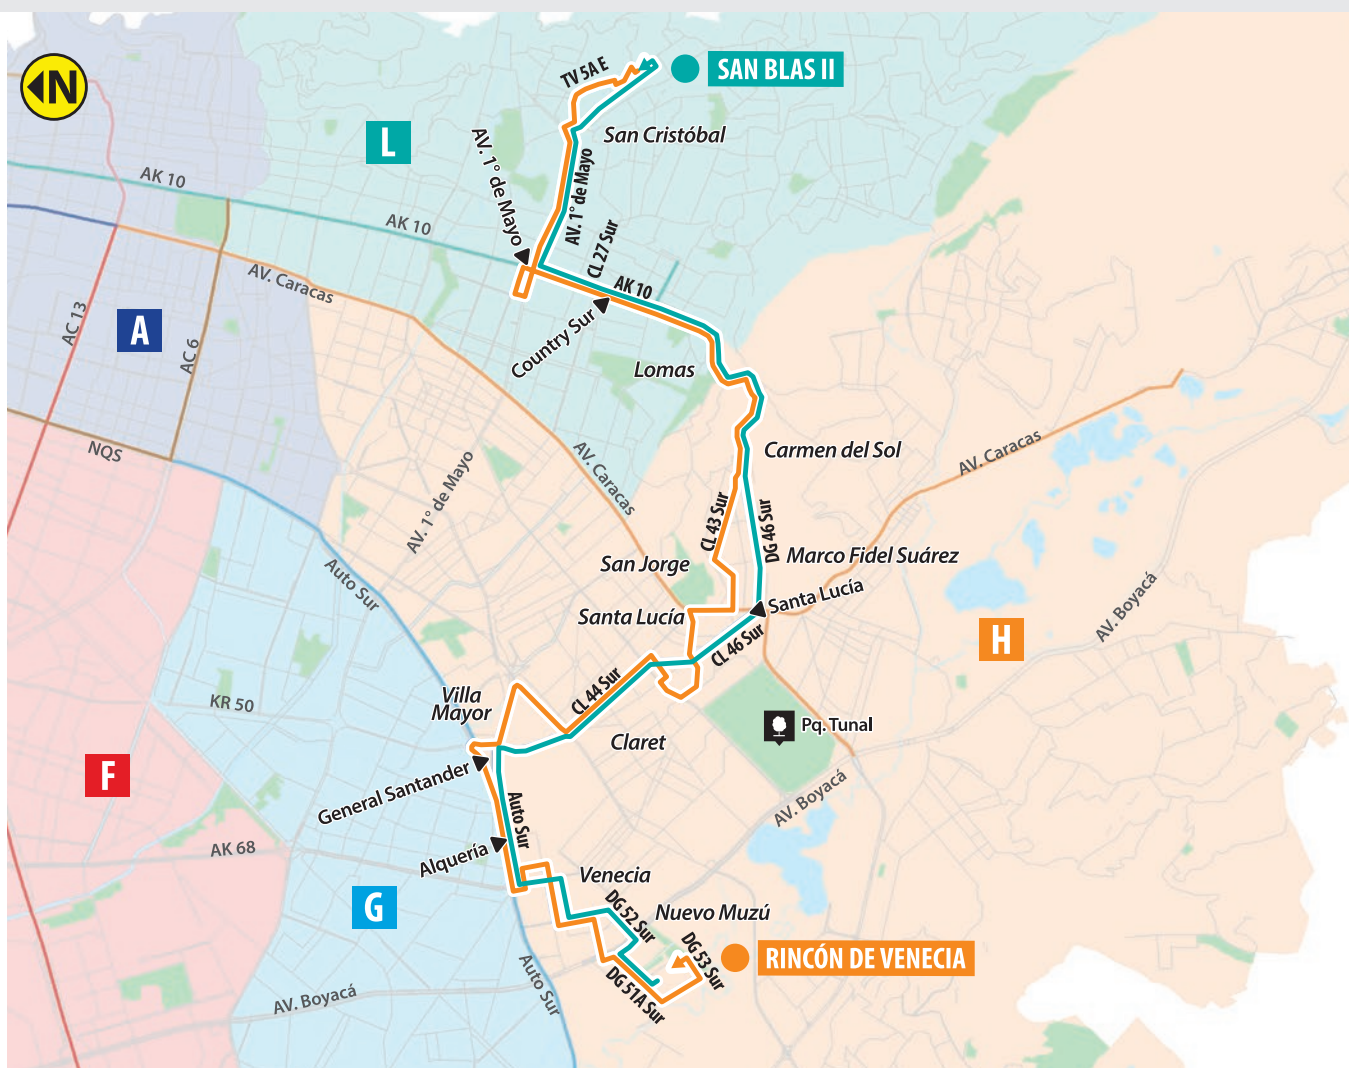 N
TV 5A E
SAN BLAS II
San Cristóbal
L
AV. 1° de Mayo
AV. 1° de Mayo
AK 10
AK 10
CL 27 Sur
AK 10
AV. Caracas
AC 13
A
AC 6
Country Sur
Lomas
NQS
AV. 1° de Mayo
AV. Caracas
Carmen del Sol
AV. Caracas
CL 43 Sur
DG 46 Sur
Auto Sur
San Jorge
Marco Fidel Suárez
Santa Lucía
Santa Lucía
AV. Boyacá
CL 46 Sur
H
KR 50
Villa
Mayor
CL 44 Sur
Claret
Pq. Tunal
F
General Santander
AV. Boyacá
Auto Sur
AK 68
Alquería
Venecia
G
DG 52 Sur
Nuevo Muzú
DG 53 Sur
RINCÓN DE VENECIA
DG 51A Sur
AV. Boyacá
Auto Sur